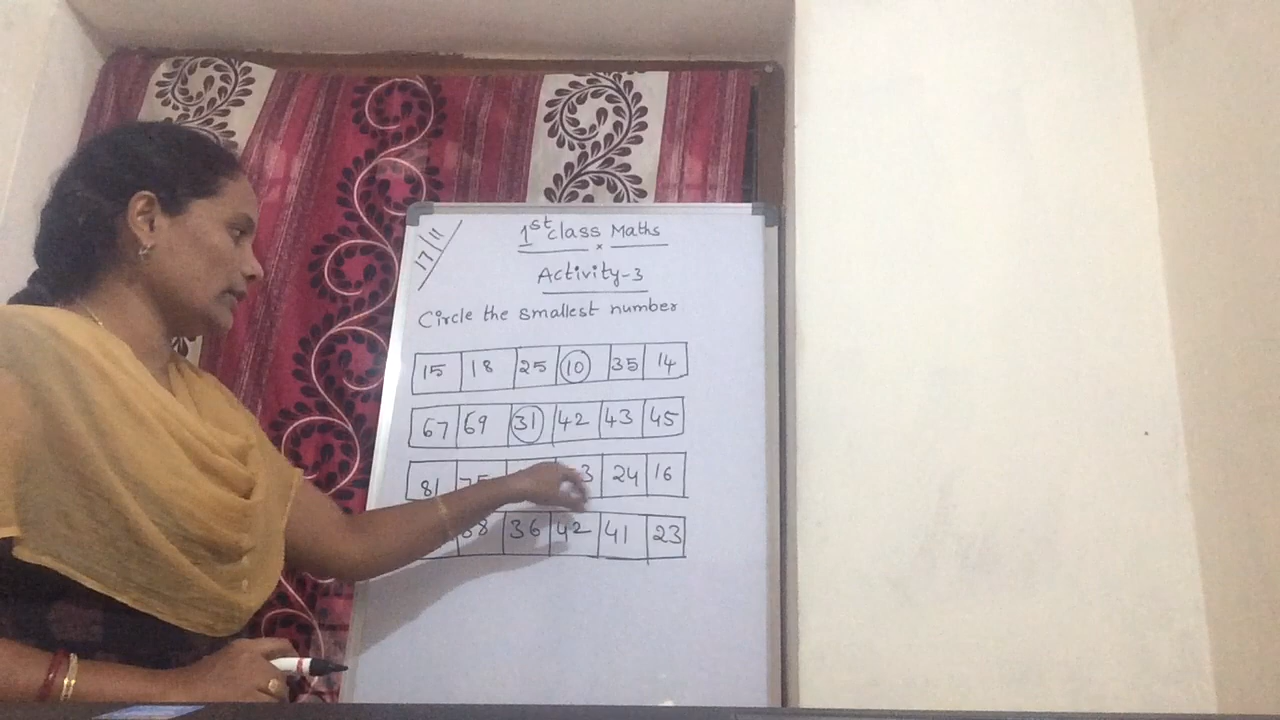 17/11
1st class Maths
Activity-3
Circle the smallest number
15 18 25 10 35 14
67 69 31 42 43 45
81 24 16
36 42 41 23